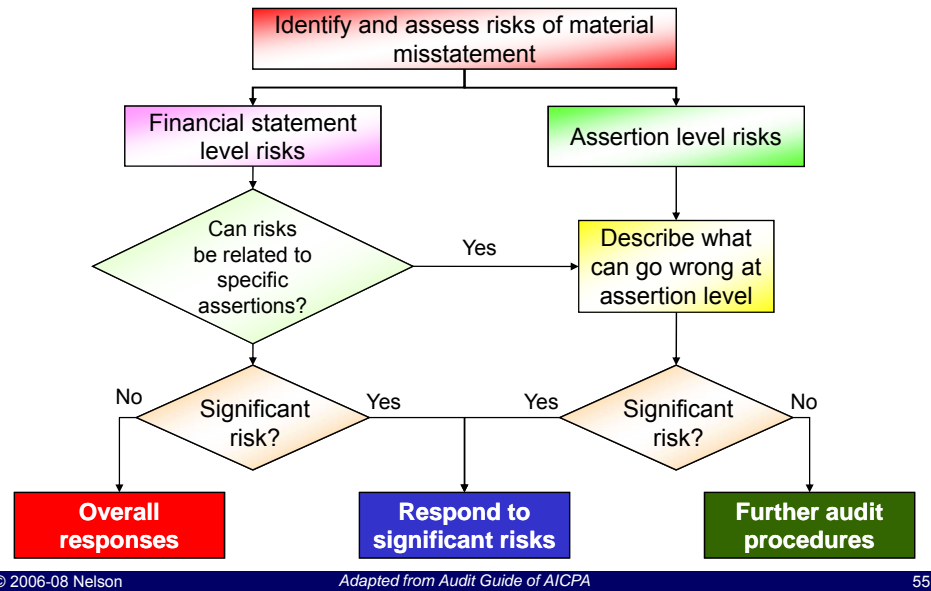 Identify and assess risks of material
misstatement
Financial statement
level risks
Assertion level risks
Can risks
be related to
specific
assertions?
Yes
Describe what
can go wrong at
assertion level
No
Significant
risk?
Yes
Yes
Significant
risk?
No
Overall
responses
Respond to
significant risks
Further audit
procedures
© 2006-08 Nelson
Adapted from Audit Guide of AICPA
55